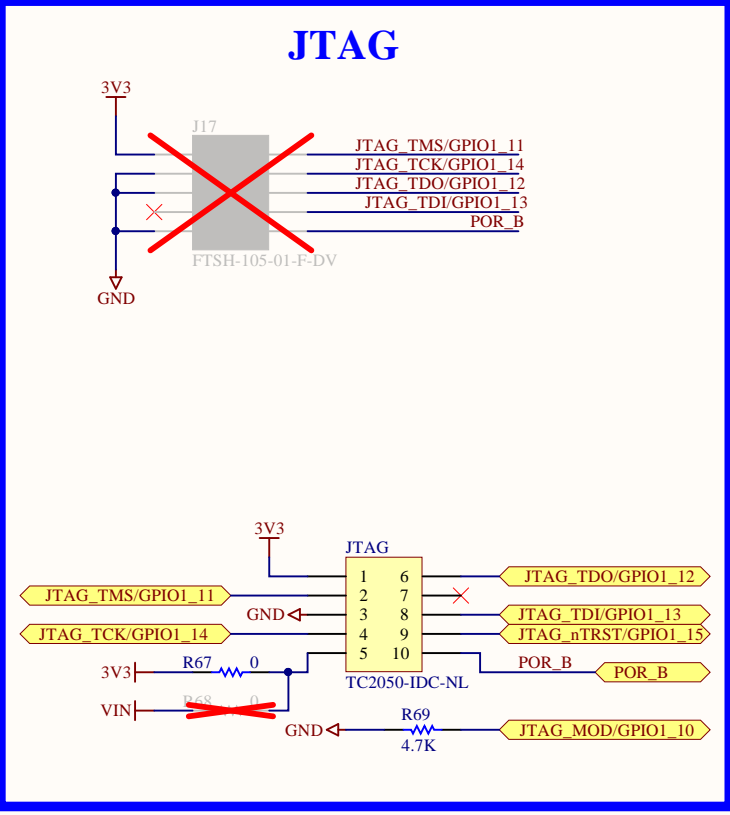 JTAG
3V3
J17
JTAG_TMS/GPIO1_11
JTAG_TCK/GPIO1_14
JTAG_TDO/GPIO1_12
JTAG_TDI/GPIO1_13
POR_B
FTSH-105-01-F-DV
GND
3V3
JTAG
1 6 JTAG_TDO/GPIO1_12
JTAG_TMS/GPIO1_11 2 7
GND 3 8 JTAG_TDI/GPIO1_13
JTAG_TCK/GPIO1_14 4 9 JTAG_nTRST/GPIO1_15
5 10
3V3 R67 0 POR_B POR_B
TC2050-IDC-NL
VIN R68 0
GND R69 JTAG_MOD/GPIO1_10
4.7K